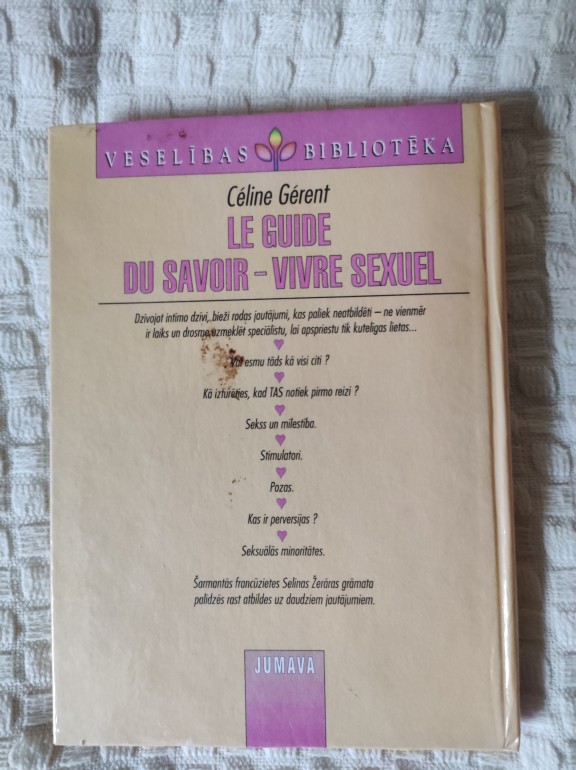 VESELĪBAS BIBLIOTĒKA
Céline Gérent
LE GUIDE
DU SAVOIR - VIVRE SEXUEL
Dzīvojot intīmo dzīvi, bieži rodas jautājumi, kas paliek neatbildēti – ne vienmēr
ir laiks un drosme uzmeklēt speciālistu, lai apspriestu tik kutelīgas lietas...
Vai esmu tāds kā visi citi ?
Kā izturēties, kad TAS notiek pirmo reizi ?
Sekss un mīlestība.
Stimulatori.
Pozas.
Kas ir perversijas ?
Seksuālās minoritātes.
Šarmantās francūzietes Selīnas Žerāras grāmata
palīdzēs rast atbildes uz daudziem jautājumiem.
JUMAVA